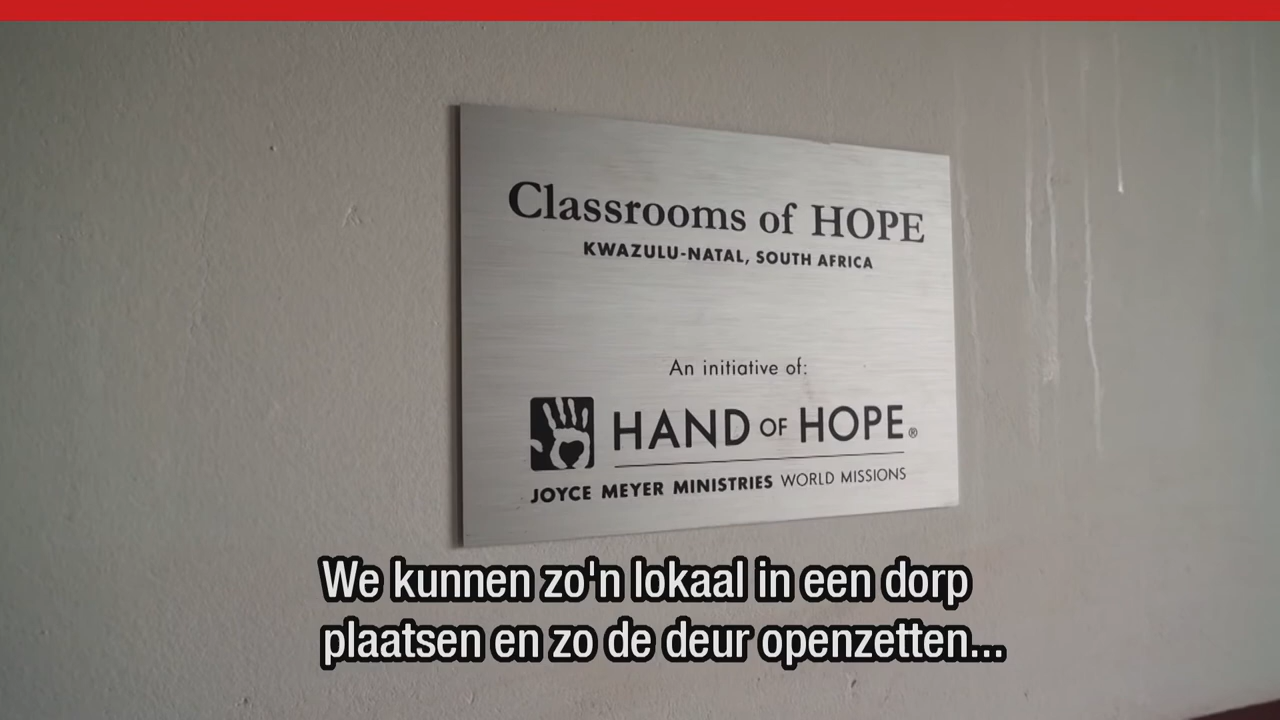 Classrooms of HOPE
KWAZULU-NATAL, SOUTH AFRICA
An initiative of:
HAND OF HOPE®
JOYCE MEYER MINISTRIES WORLD MISSIONS
We kunnen zo'n lokaal in een dorp
plaatsen en zo de deur openzetten...